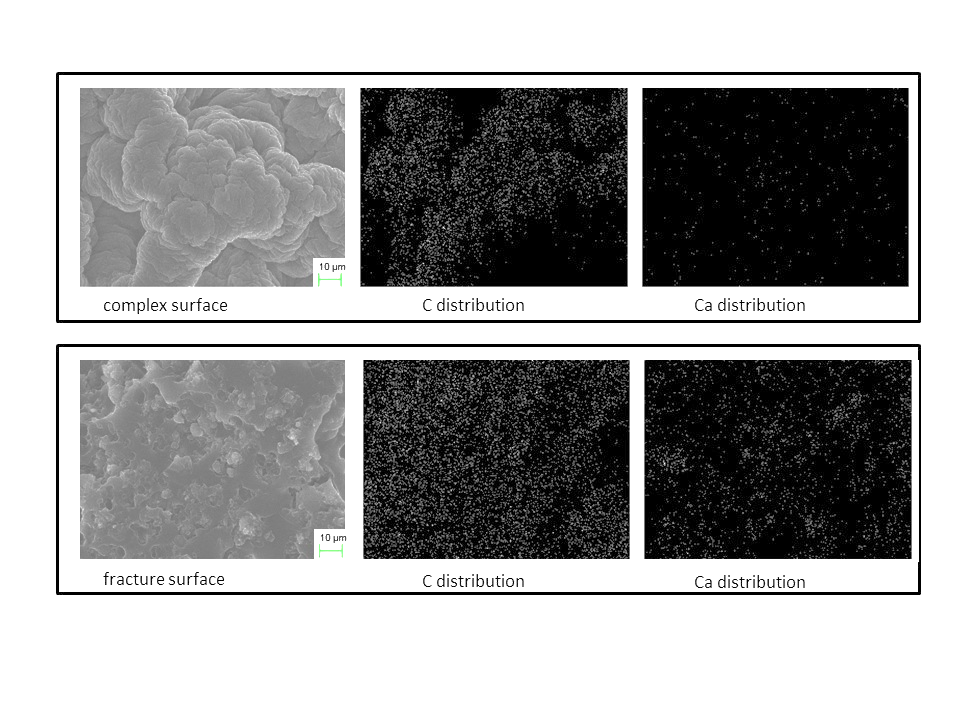 10 µm
complex surface
C distribution
Ca distribution
10 µm
fracture surface
C distribution
Ca distribution